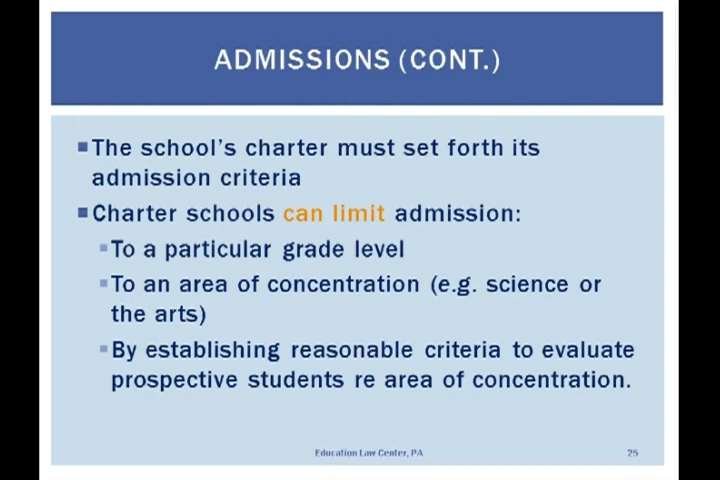 ADMISSIONS (CONT.)
The school's charter must set forth its
admission criteria
Charter schools can limit admission:
To a particular grade level
To an area of concentration (e.g. science or
the arts)
By establishing reasonable criteria to evaluate
prospective students re area of concentration.
Education Law Center, PA
25